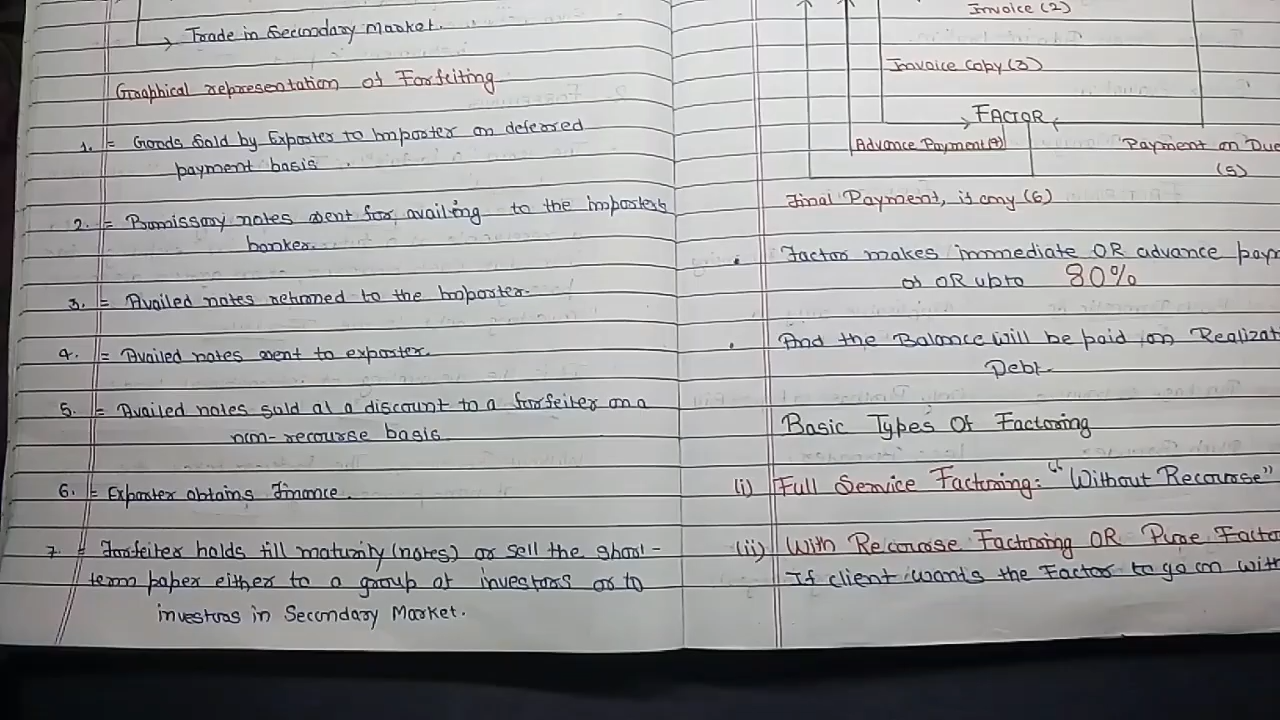 Trade in Secondary Market.
Graphical representation of Forfeiting
1. = Goods Sold by Exporter to Importer on deferred
payment basis.
2. = Promissory notes sent for availing to the importer's
banker.
3. = Availed notes returned to the Importer.
4. = Availed notes sent to exporter.
5. = Availed notes sold at a discount to a forfeiter on a
non-recourse basis
6. = Exporter obtains Finance.
7. = Forfeiter holds till maturity (notes) or sell the short-
term paper either to a group of investors or to
investors in Secondary Market.
Invoice (2)
Invoice copy (3)
FACTOR
Advance Payment (4)
Payment on Due
(5)
Final Payment, if any (6)
• Factor makes immediate OR advance
of OR upto 80%
• And the Balance will be paid on
Debt.
Basic Types Of Factoring
(i) Full Service Factoring: "Without Recourse"
(ii) With Recourse Factoring OR Pure
If client wants the Factor to go on